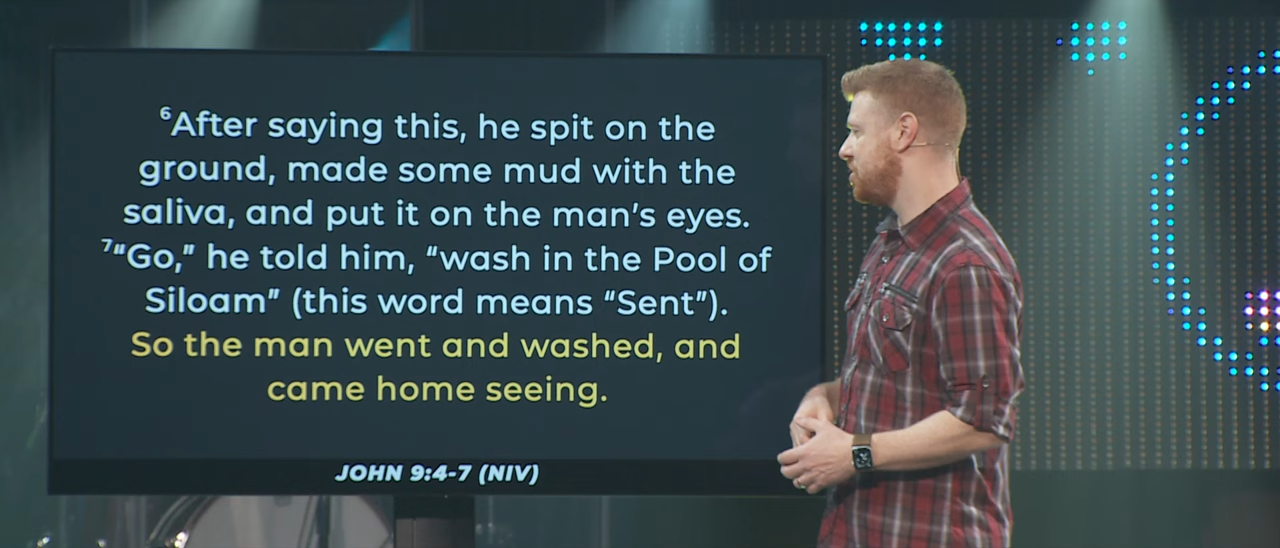 ⁶After saying this, he spit on the
ground, made some mud with the
saliva, and put it on the man’s eyes.
⁷“Go,” he told him, “wash in the Pool of
Siloam” (this word means “Sent”).
So the man went and washed, and
came home seeing.
JOHN 9:4-7 (NIV)